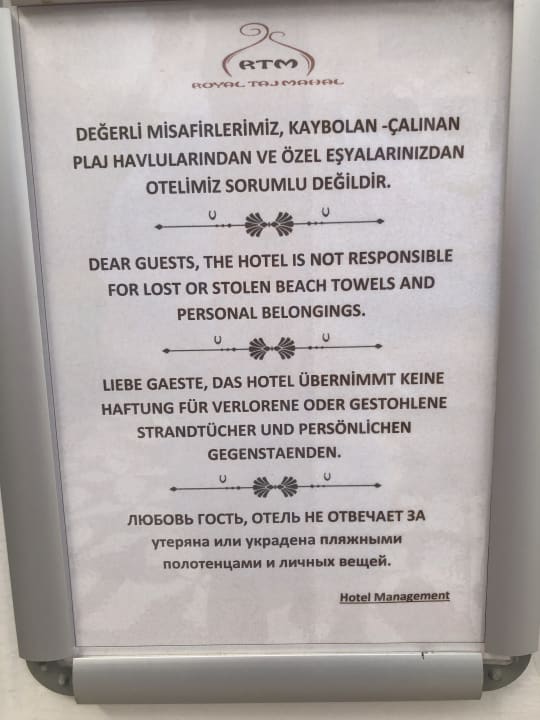 RTM
ROYAL TAJ MAHAL
DEĞERLİ MİSAFİRLERİMİZ, KAYBOLAN -ÇALINAN
PLAJ HAVLULARINDAN VE ÖZEL EŞYALARINIZDAN
OTELİMİZ SORUMLU DEĞİLDİR.
DEAR GUESTS, THE HOTEL IS NOT RESPONSIBLE
FOR LOST OR STOLEN BEACH TOWELS AND
PERSONAL BELONGINGS.
LIEBE GAESTE, DAS HOTEL ÜBERNIMMT KEINE
HAFTUNG FÜR VERLORENE ODER GESTOHLENE
STRANDTÜCHER UND PERSÖNLICHEN
GEGENSTAENDEN.
ЛЮБОВЬ ГОСТЬ, ОТЕЛЬ НЕ ОТВЕЧАЕТ ЗА
утеряна или украдена пляжными
полотенцами и личных вещей.
Hotel Management